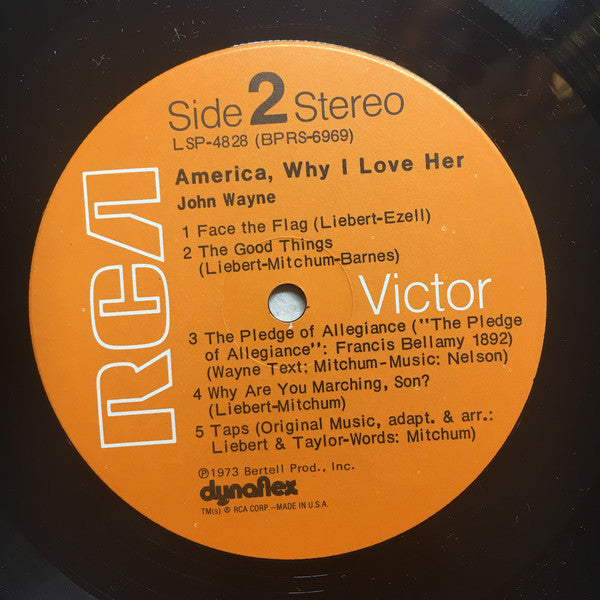 Side 2 Stereo
LSP-4828 (BPRS-6969)
America, Why I Love Her
John Wayne
1 Face the Flag (Liebert-Ezell)
2 The Good Things
(Liebert-Mitchum-Barnes)
RCA
Victor
3 The Pledge of Allegiance ("The Pledge
of Allegiance": Francis Bellamy 1892)
(Wayne Text: Mitchum-Music: Nelson)
4 Why Are You Marching, Son?
(Liebert-Mitchum)
5 Taps (Original Music, adapt. & arr.:
Liebert & Taylor-Words: Mitchum)
℗1973 Bertell Prod., Inc.
dynaflex
TM(s) ® RCA CORP.-MADE IN U.S.A.